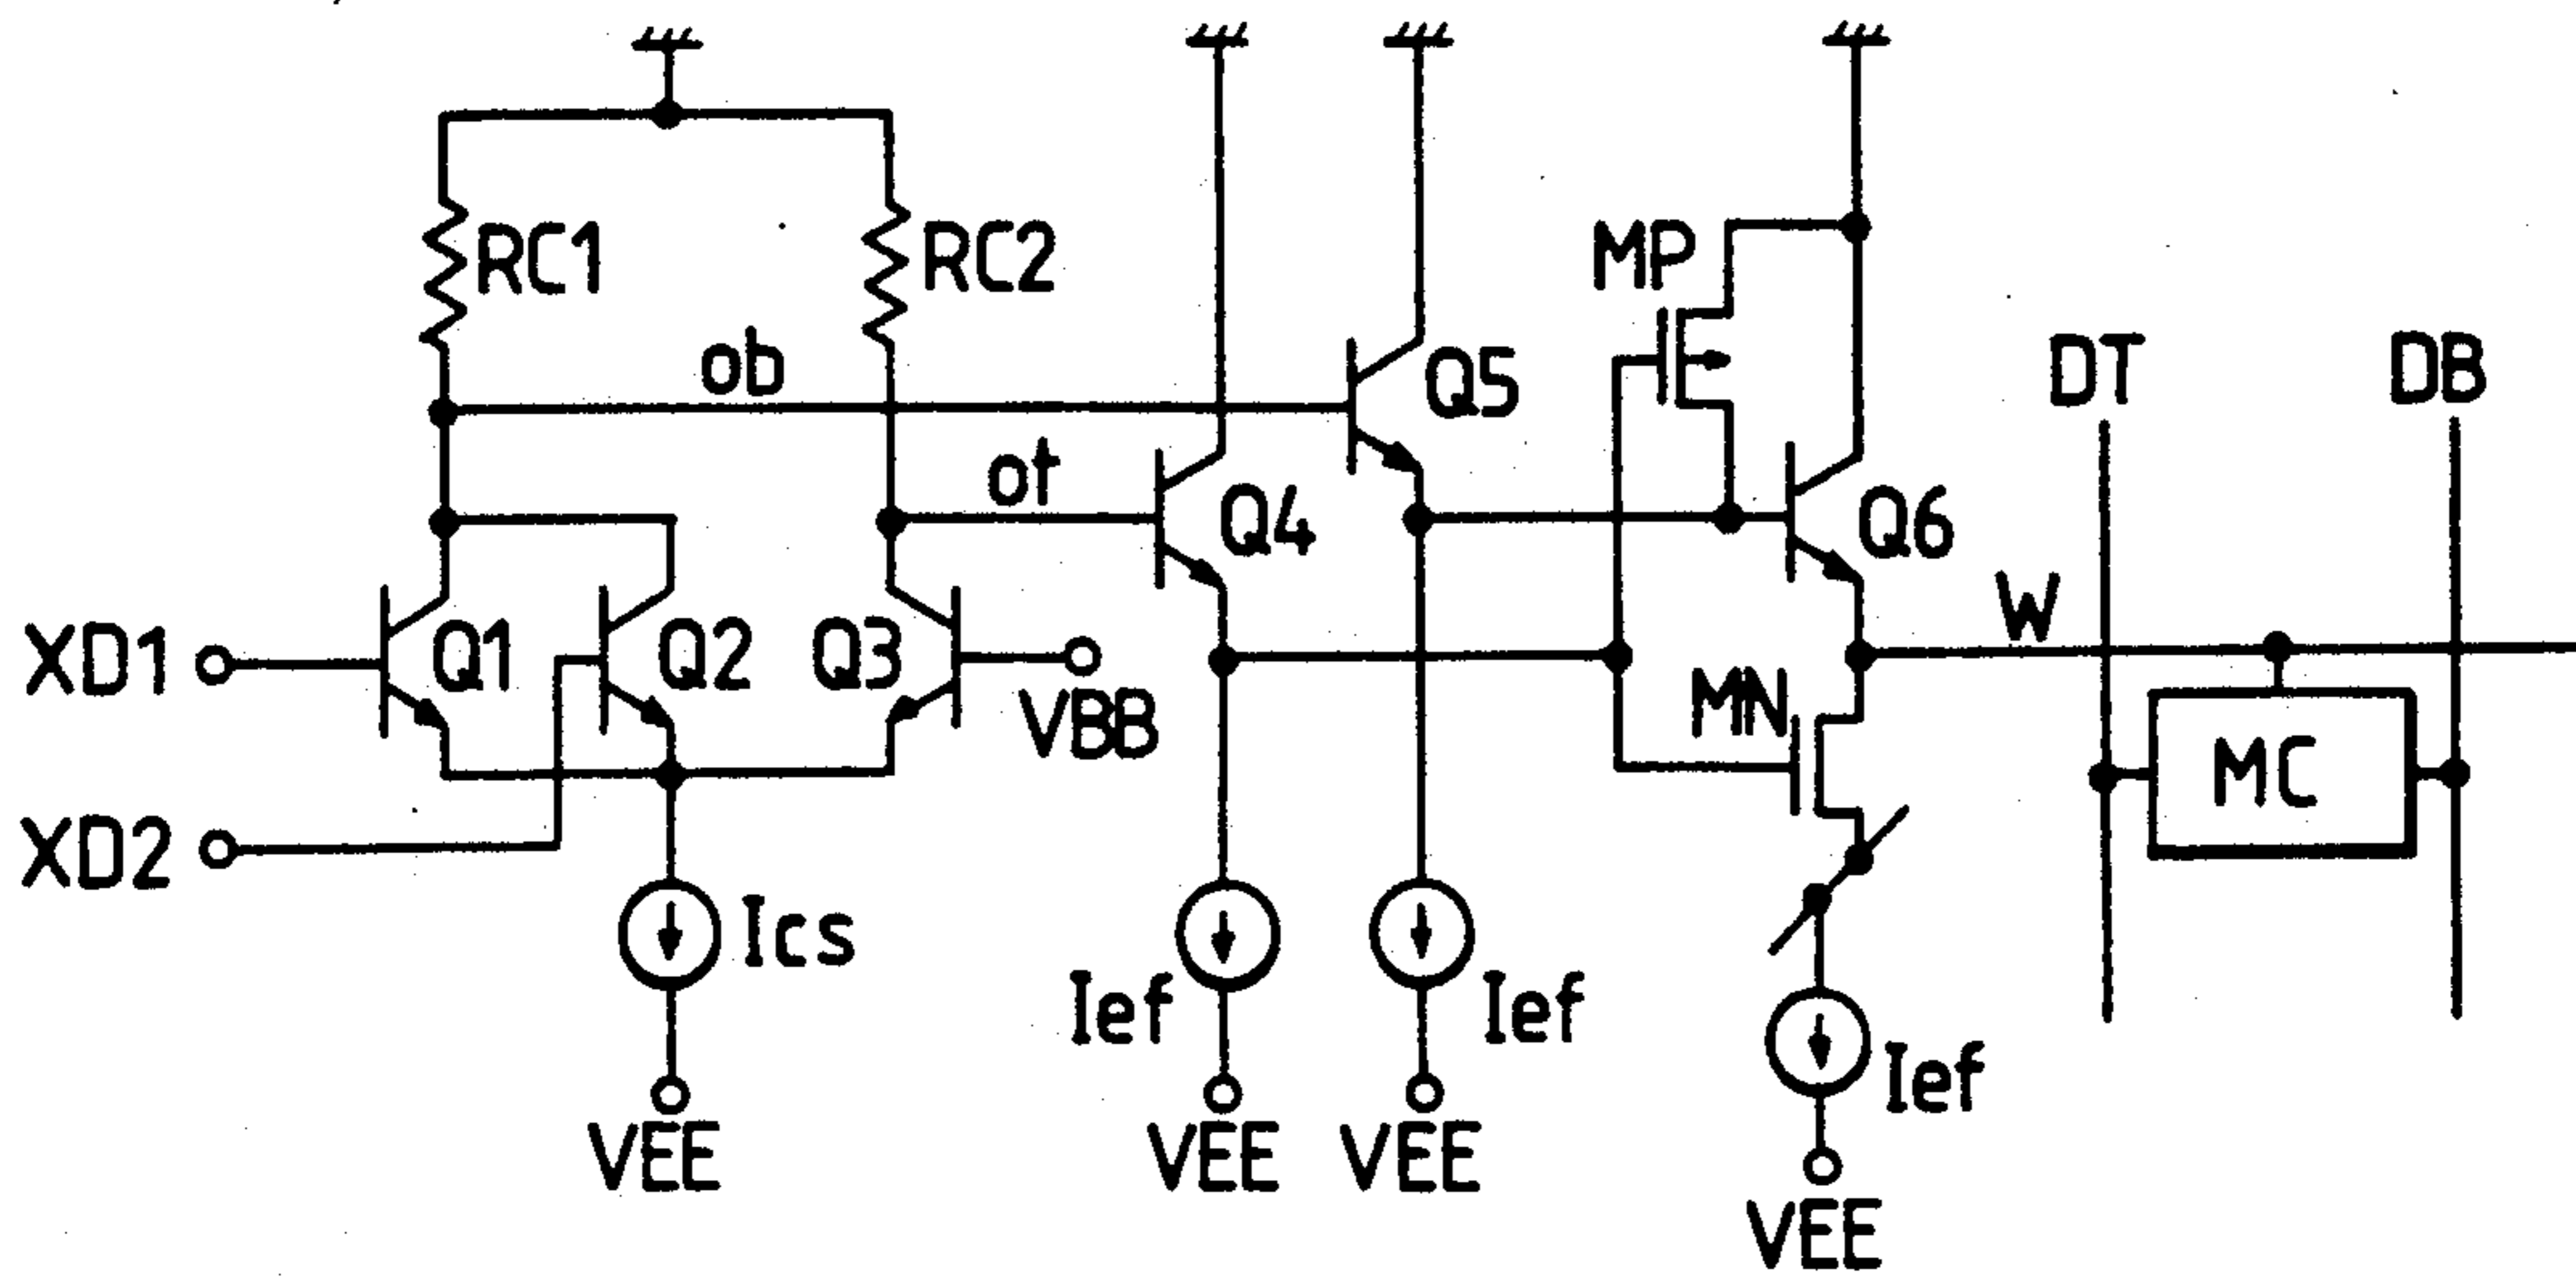 RC1
RC2
MP
ob
Q5
DT
DB
ot
Q4
Q6
W
XD1
Q1
Q2
Q3
VBB
MN
MC
XD2
Ics
Ief
Ief
Ief
VEE
VEE
VEE
VEE